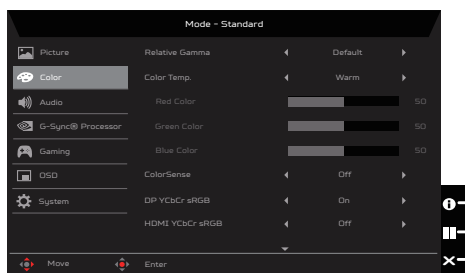 Mode - Standard
Picture
Relative Gamma Default
Color
Color Temp. Warm
Audio
Red Color 50
G-Sync® Processor
Green Color 50
Gaming
Blue Color 50
OSD
ColorSense Off
System
DP YCbCr sRGB On
HDMI YCbCr sRGB Off
Move Enter